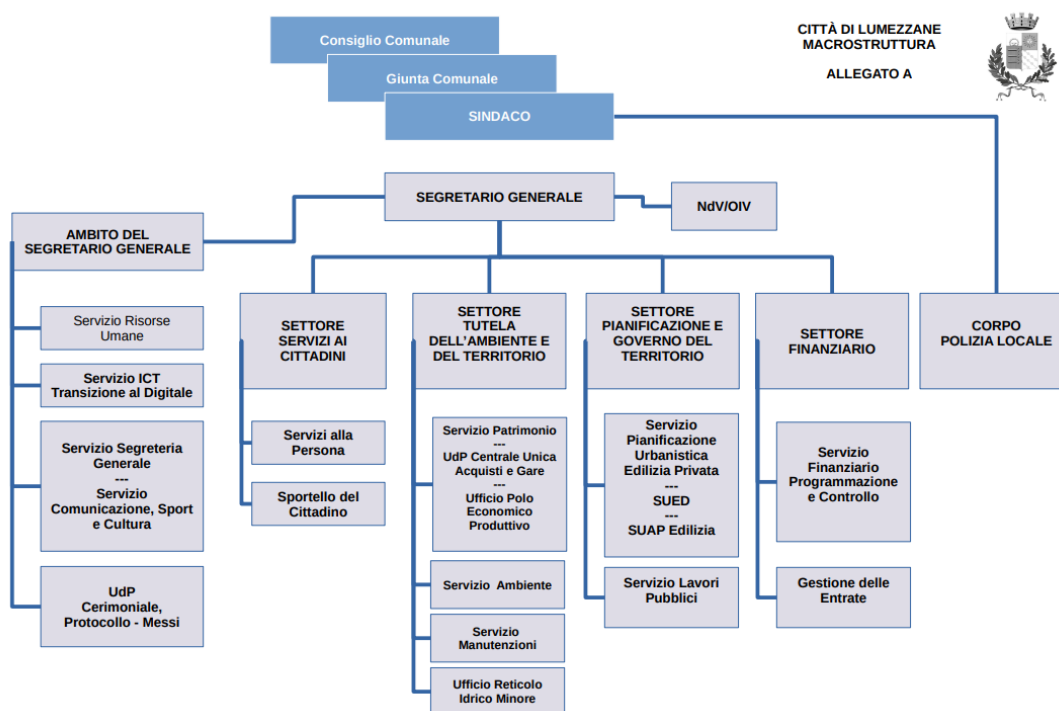 CITTÀ DI LUMEZZANE
MACROSTRUTTURA
ALLEGATO A
Consiglio Comunale
Giunta Comunale
SINDACO
SEGRETARIO GENERALE
NdV/OIV
AMBITO DEL
SEGRETARIO GENERALE
Servizio Risorse
Umane
Servizio ICT
Transizione al Digitale
Servizio Segreteria
Generale
---
Servizio
Comunicazione, Sport
e Cultura
UdP
Cerimoniale,
Protocollo - Messi
SETTORE
SERVIZI AI
CITTADINI
Servizi alla
Persona
Sportello del
Cittadino
SETTORE
TUTELA
DELL'AMBIENTE E
DEL TERRITORIO
Servizio Patrimonio
---
UdP Centrale Unica
Acquisti e Gare
---
Ufficio Polo
Economico
Produttivo
Servizio Ambiente
Servizio
Manutenzioni
Ufficio Reticolo
Idrico Minore
SETTORE
PIANIFICAZIONE E
GOVERNO DEL
TERRITORIO
Servizio
Pianificazione
Urbanistica
Edilizia Privata
---
SUED
---
SUAP Edilizia
Servizio Lavori
Pubblici
SETTORE
FINANZIARIO
Servizio
Finanziario
Programmazione
e Controllo
Gestione delle
Entrate
CORPO
POLIZIA LOCALE